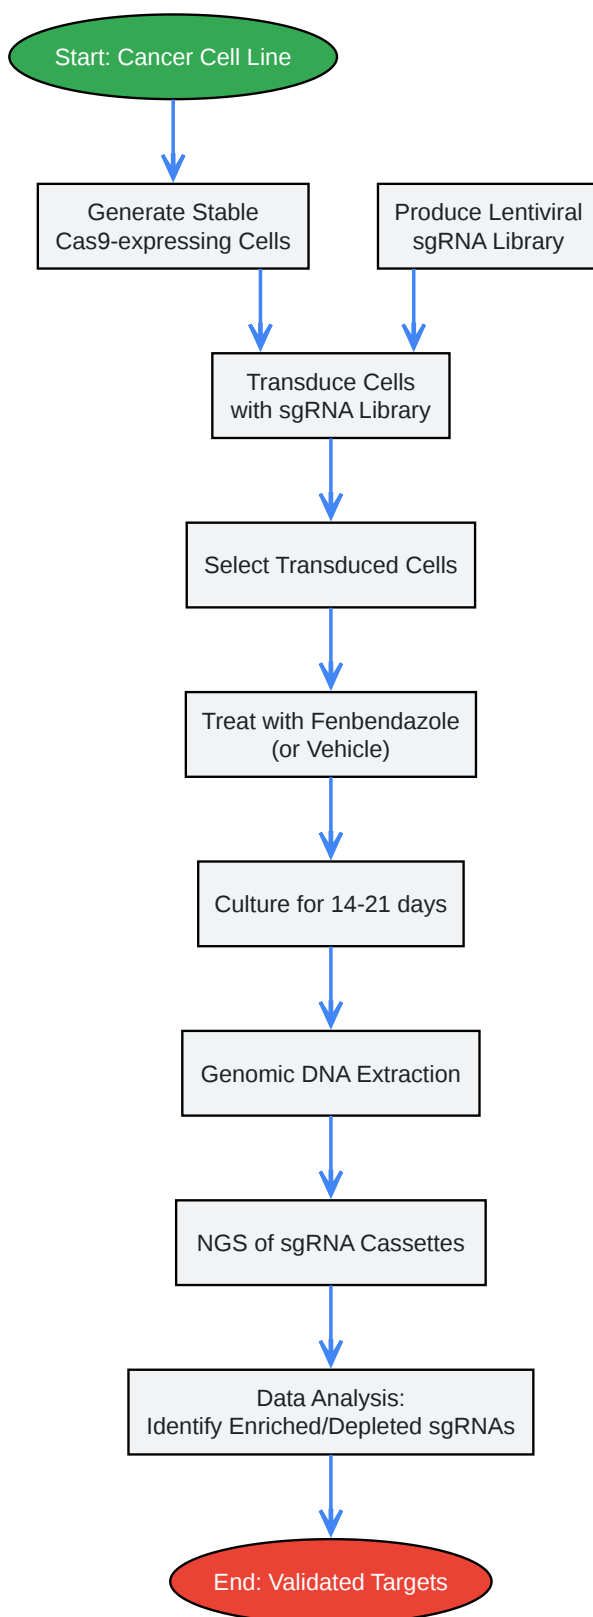 Start: Cancer Cell Line
Generate Stable
Cas9-expressing Cells
Produce Lentiviral
sgRNA Library
Transduce Cells
with sgRNA Library
Select Transduced Cells
Treat with Fenbendazole
(or Vehicle)
Culture for 14-21 days
Genomic DNA Extraction
NGS of sgRNA Cassettes
Data Analysis:
Identify Enriched/Depleted sgRNAs
End: Validated Targets